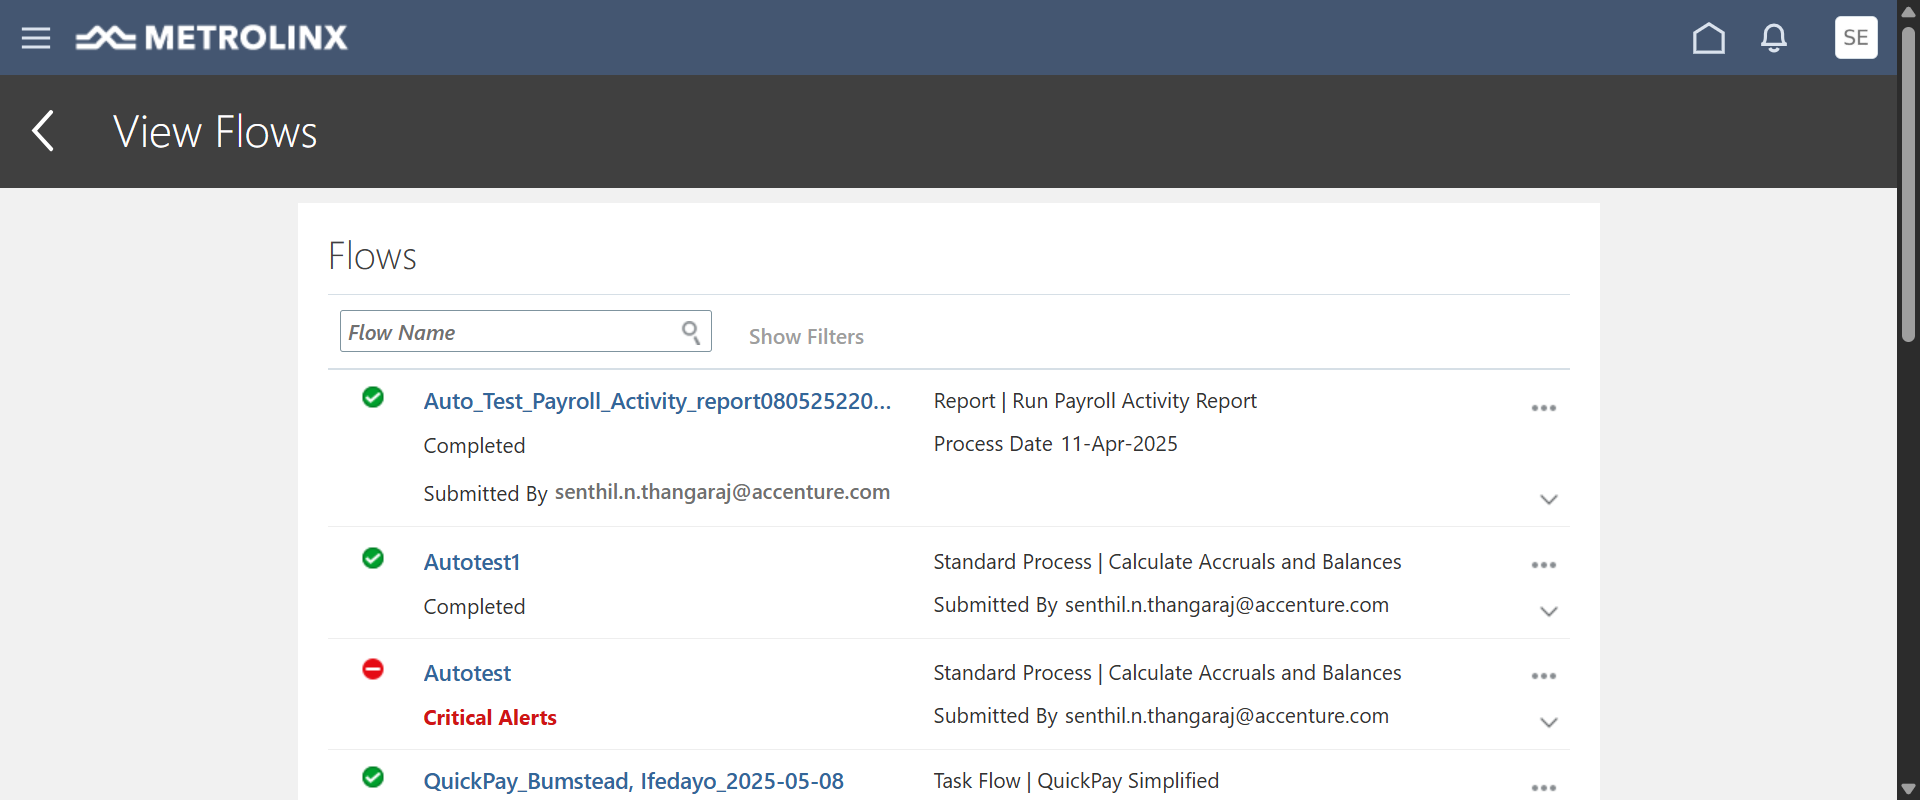 METROLINX
SE
View Flows
Flows
Flow Name
Show Filters
Auto_Test_Payroll_Activity_report080525220...
Report | Run Payroll Activity Report
Completed
Process Date 11-Apr-2025
Submitted By senthil.n.thangaraj@accenture.com
Autotest1
Standard Process | Calculate Accruals and Balances
Completed
Submitted By senthil.n.thangaraj@accenture.com
Autotest
Standard Process | Calculate Accruals and Balances
Critical Alerts
Submitted By senthil.n.thangaraj@accenture.com
QuickPay_Bumstead, Ifedayo_2025-05-08
Task Flow | QuickPay Simplified